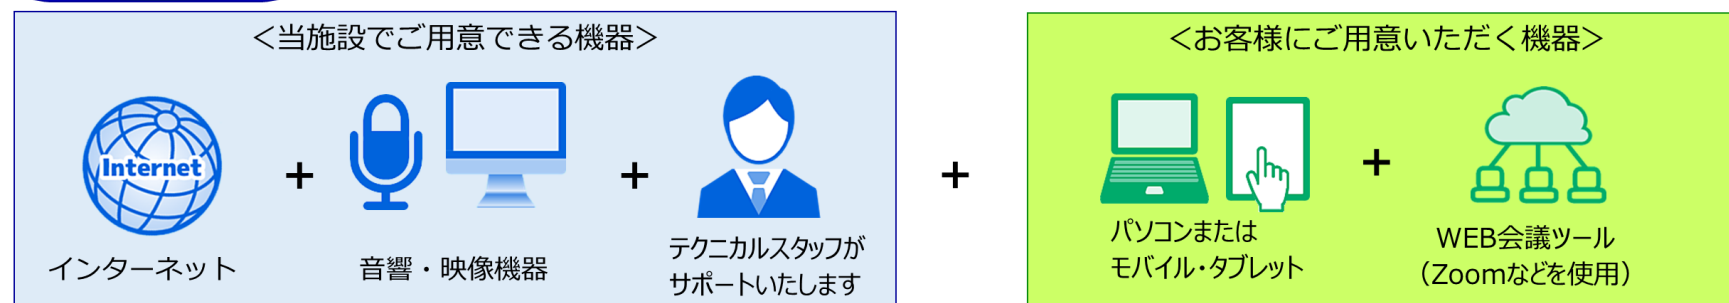 ＜当施設でご用意できる機器＞
Internet
インターネット
音響・映像機器
テクニカルスタッフが
サポートいたします
＜お客様にご用意いただく機器＞
パソコンまたは
モバイル・タブレット
WEB会議ツール
（Zoomなどを使用）